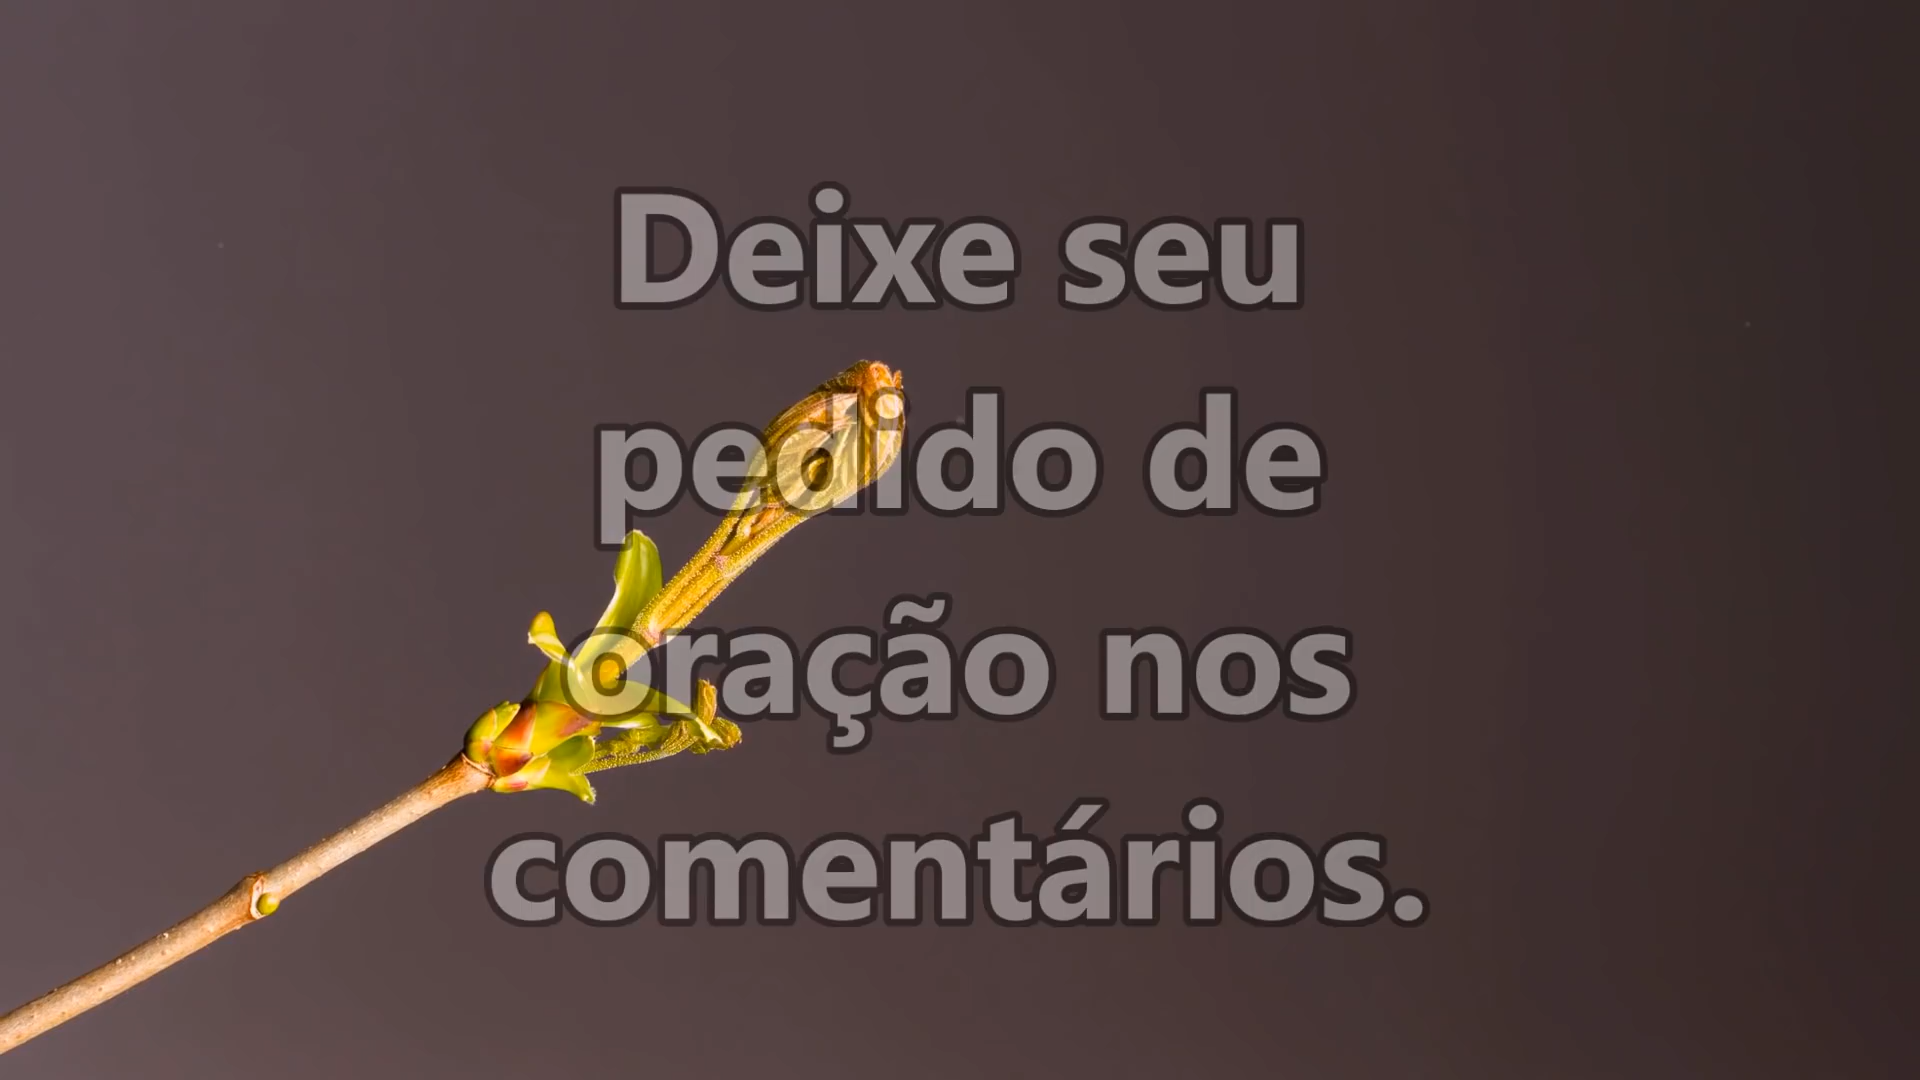 Deixe seu
pedido de
oração nos
comentários.